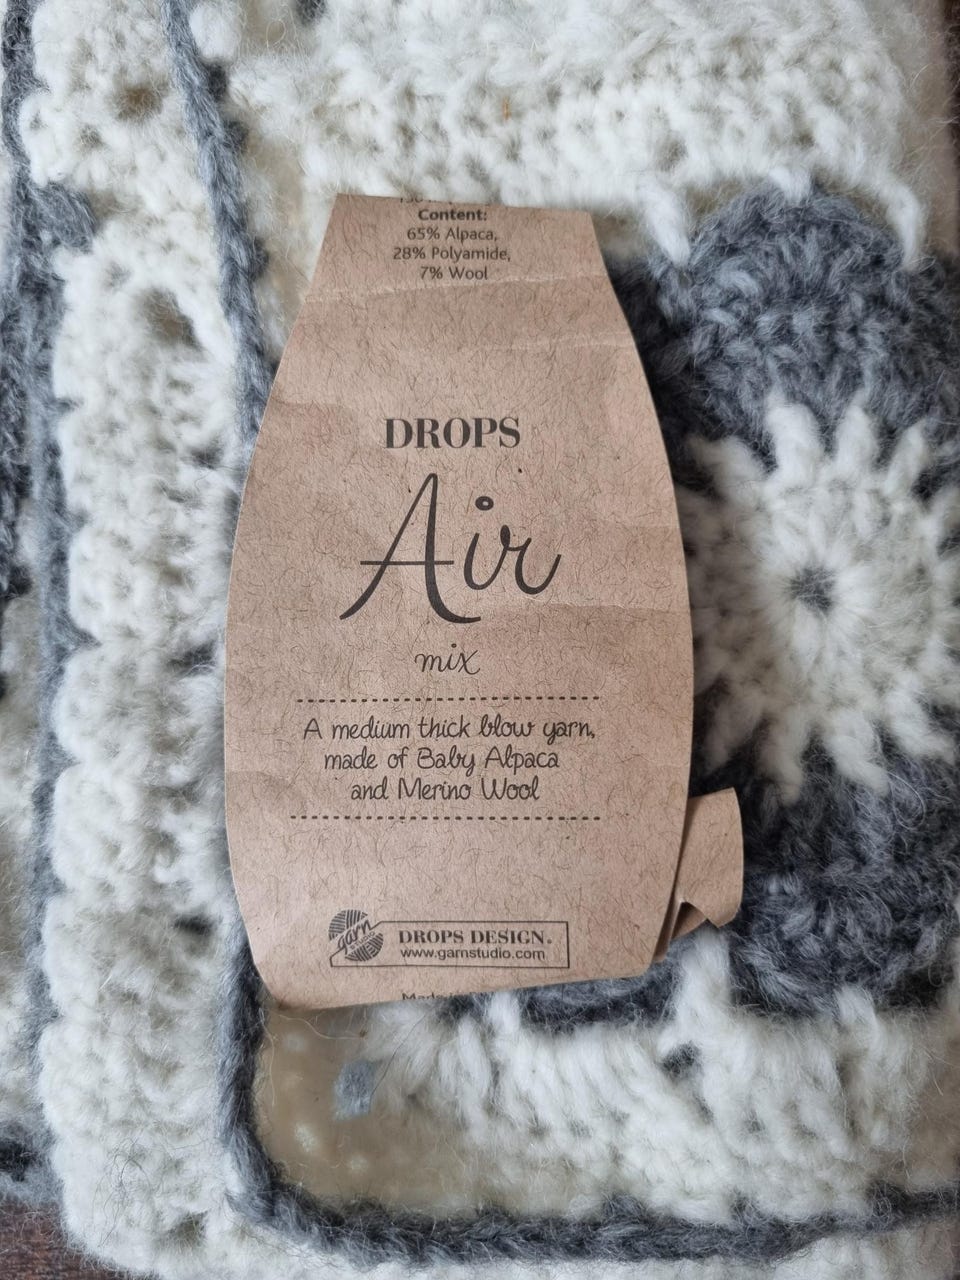 Content:
65% Alpaca,
28% Polyamide,
7% Wool
DROPS
Air
mix
A medium thick blow yarn,
made of Baby Alpaca
and Merino Wool
garn
DROPS DESIGN®
www.garnstudio.com